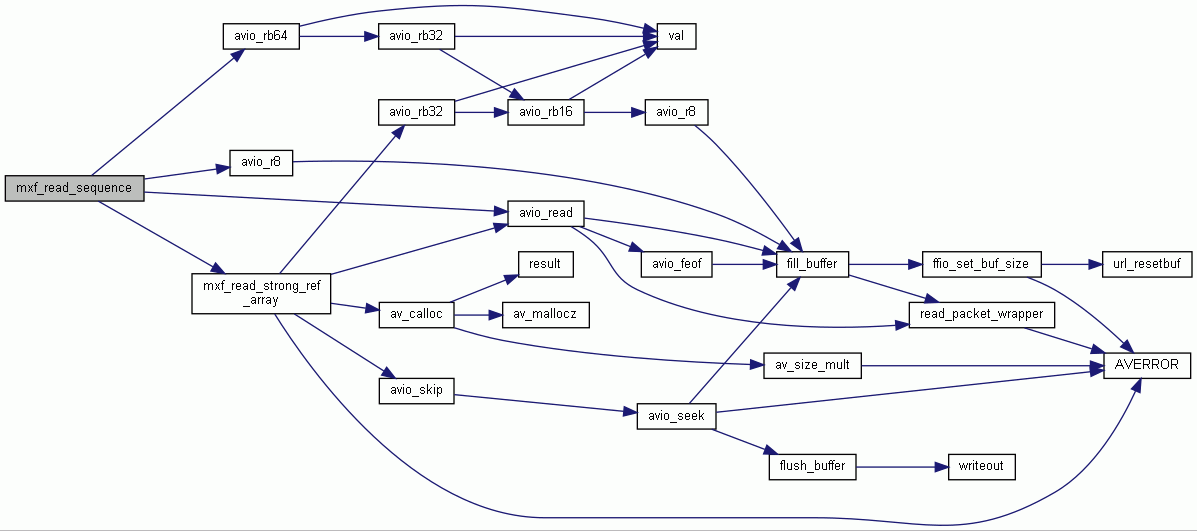 avio_rb64
avio_rb32
val
avio_rb32
avio_rb16
avio_r8
avio_r8
mxf_read_sequence
avio_read
avio_feof
result
fill_buffer
ffio_set_buf_size
url_resetbuf
mxf_read_strong_ref
_array
av_calloc
av_mallocz
read_packet_wrapper
av_size_mult
AVERROR
avio_skip
avio_seek
flush_buffer
writeout